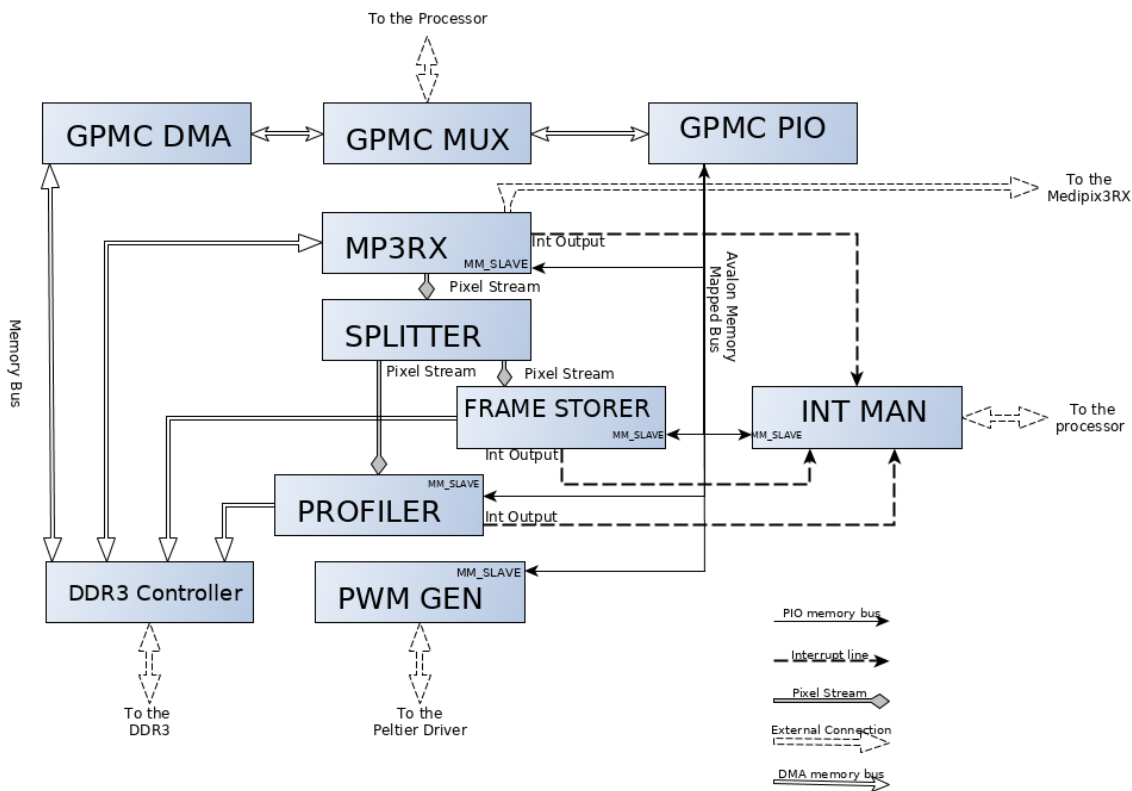 To the Processor
GPMC DMA
GPMC MUX
GPMC PIO
To the
Medipix3RX
MP3RX
Int Output
MM_SLAVE
Pixel Stream
Avalon Memory
Mapped Bus
Memory Bus
SPLITTER
Pixel Stream
Pixel Stream
FRAME STORER
MM_SLAVE
INT MAN
MM_SLAVE
To the
processor
Int Output
MM_SLAVE
PROFILER
Int Output
DDR3 Controller
MM_SLAVE
PWM GEN
To the
DDR3
To the
Peltier Driver
PIO memory bus
Interrupt line
Pixel Stream
External Connection
DMA memory bus